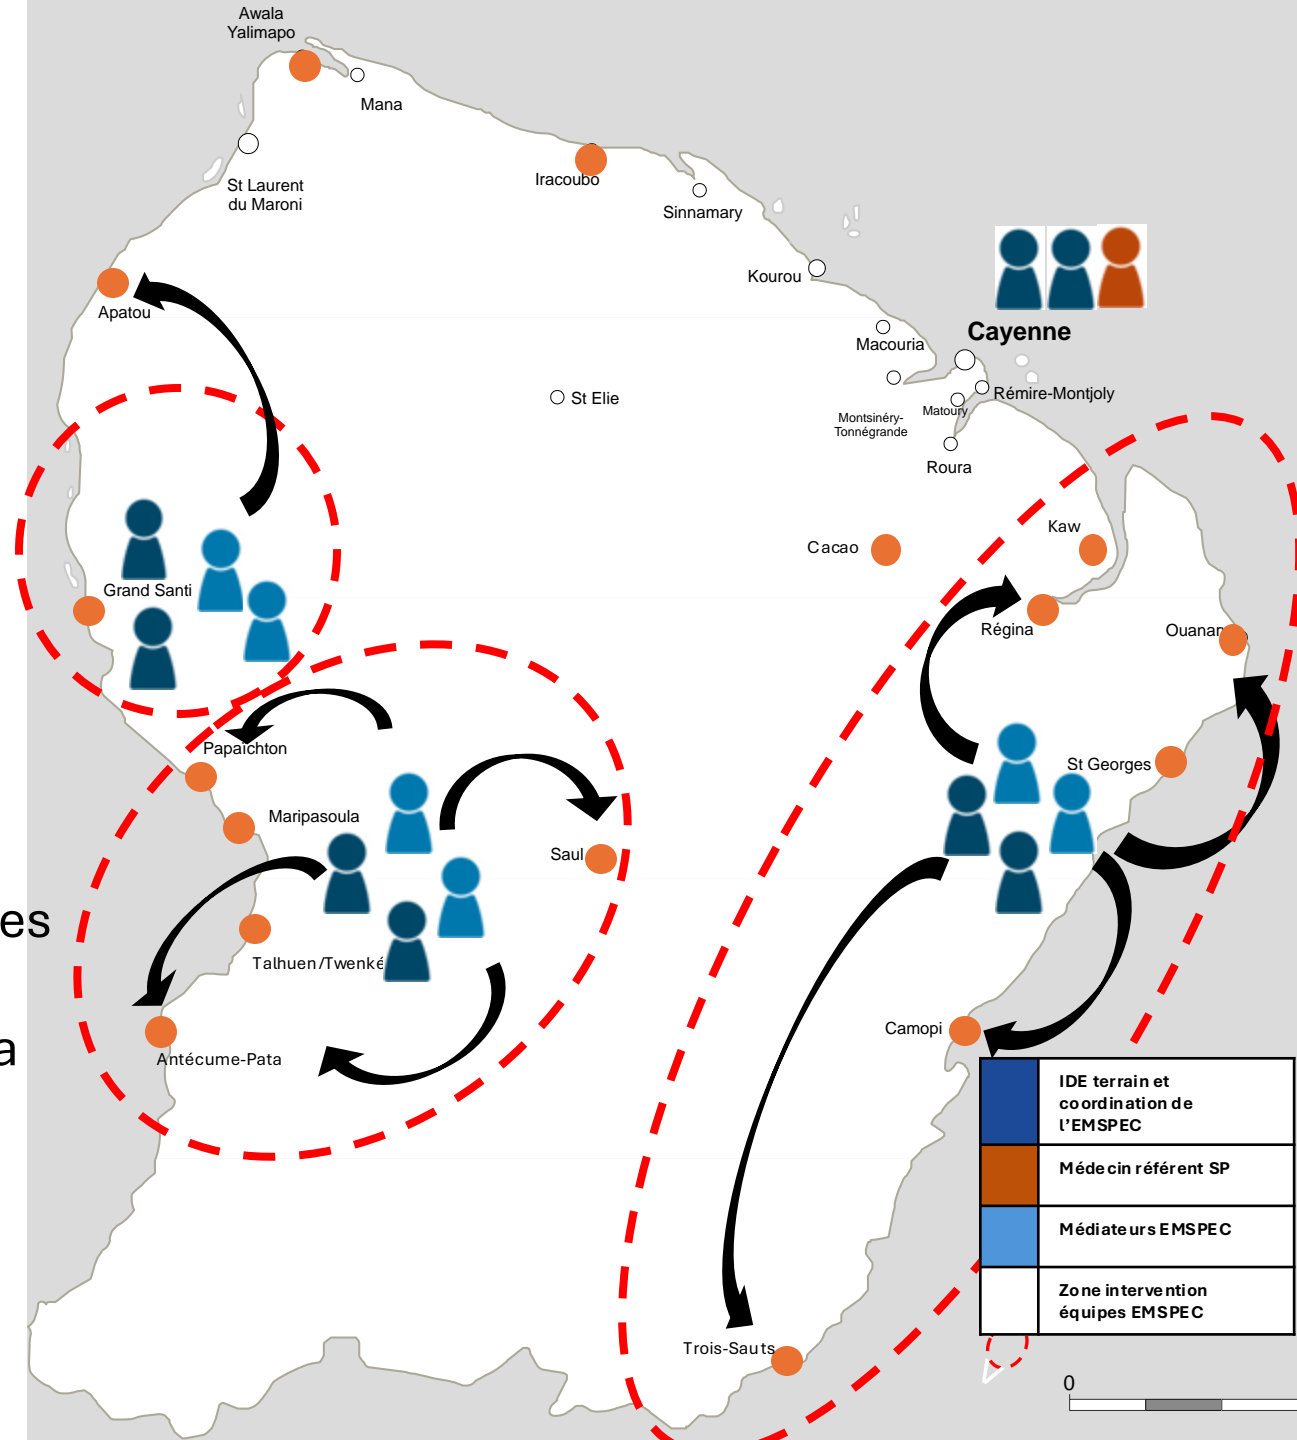 Awala
Yalimapo
Mana
St Laurent
du Maroni
Iracoubo
Sinnamary
Kourou
Apatou
Macouria
Cayenne
St Elie
Rémire-Montjoly
Matoury
Montsinéry-
Tonnégrande
Roura
Kaw
Cacao
Grand Santi
Régina
Ouanar
Papaïchton
St Georges
Maripasoula
Saul
es
Talhuen/Twenké
Camopi
a
Antécume-Pata
IDE terrain et
coordination de
l'EMSPEC
Médecin référent SP
Médiateurs EMSPEC
Zone intervention
équipes EMSPEC
Trois-Sauts
0